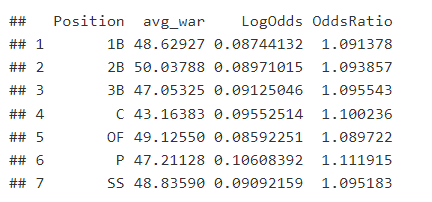 ##   Position  avg_war    LogOdds OddsRatio
## 1       1B 48.62927 0.08744132  1.091378
## 2       2B 50.03788 0.08971015  1.093857
## 3       3B 47.05325 0.09125046  1.095543
## 4        C 43.16383 0.09552514  1.100236
## 5       OF 49.12550 0.08592251  1.089722
## 6        P 47.21128 0.10608392  1.111915
## 7       SS 48.83590 0.09092159  1.095183